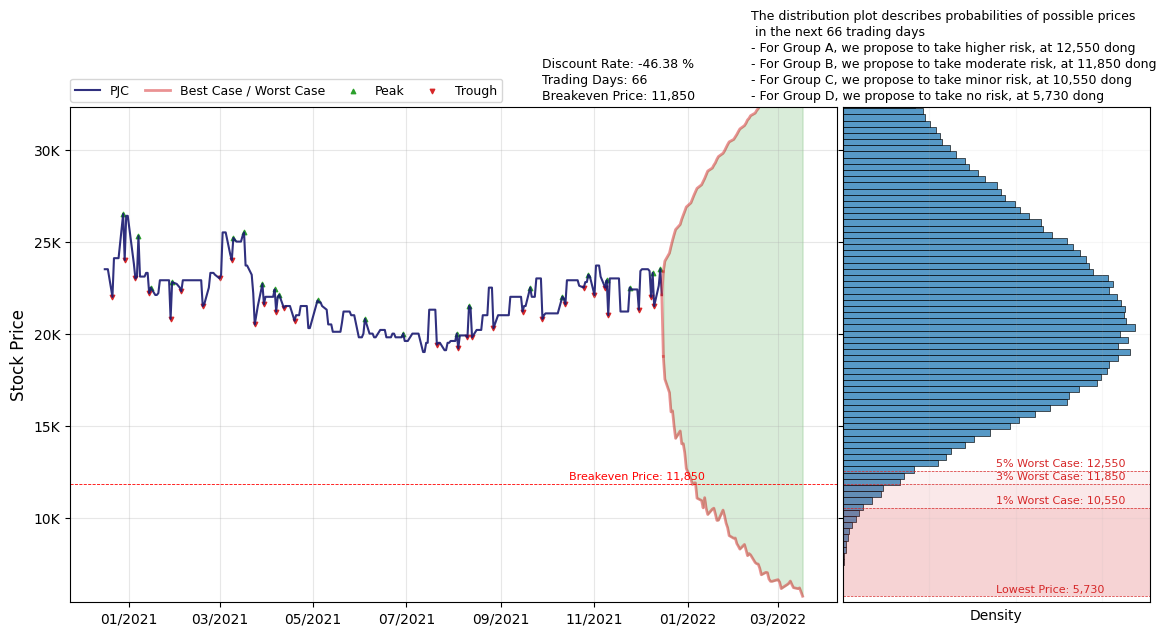 The distribution plot describes probabilities of possible prices
in the next 66 trading days
- For Group A, we propose to take higher risk, at 12,550 dong
- For Group B, we propose to take moderate risk, at 11,850 dong
- For Group C, we propose to take minor risk, at 10,550 dong
- For Group D, we propose to take no risk, at 5,730 dong
Discount Rate: -46.38 %
Trading Days: 66
Breakeven Price: 11,850
PJC
Best Case / Worst Case
Peak
Trough
Stock Price
30K
25K
20K
15K
10K
Breakeven Price: 11,850
01/2021
03/2021
05/2021
07/2021
09/2021
11/2021
01/2022
03/2022
5% Worst Case: 12,550
3% Worst Case: 11,850
1% Worst Case: 10,550
Lowest Price: 5,730
Density